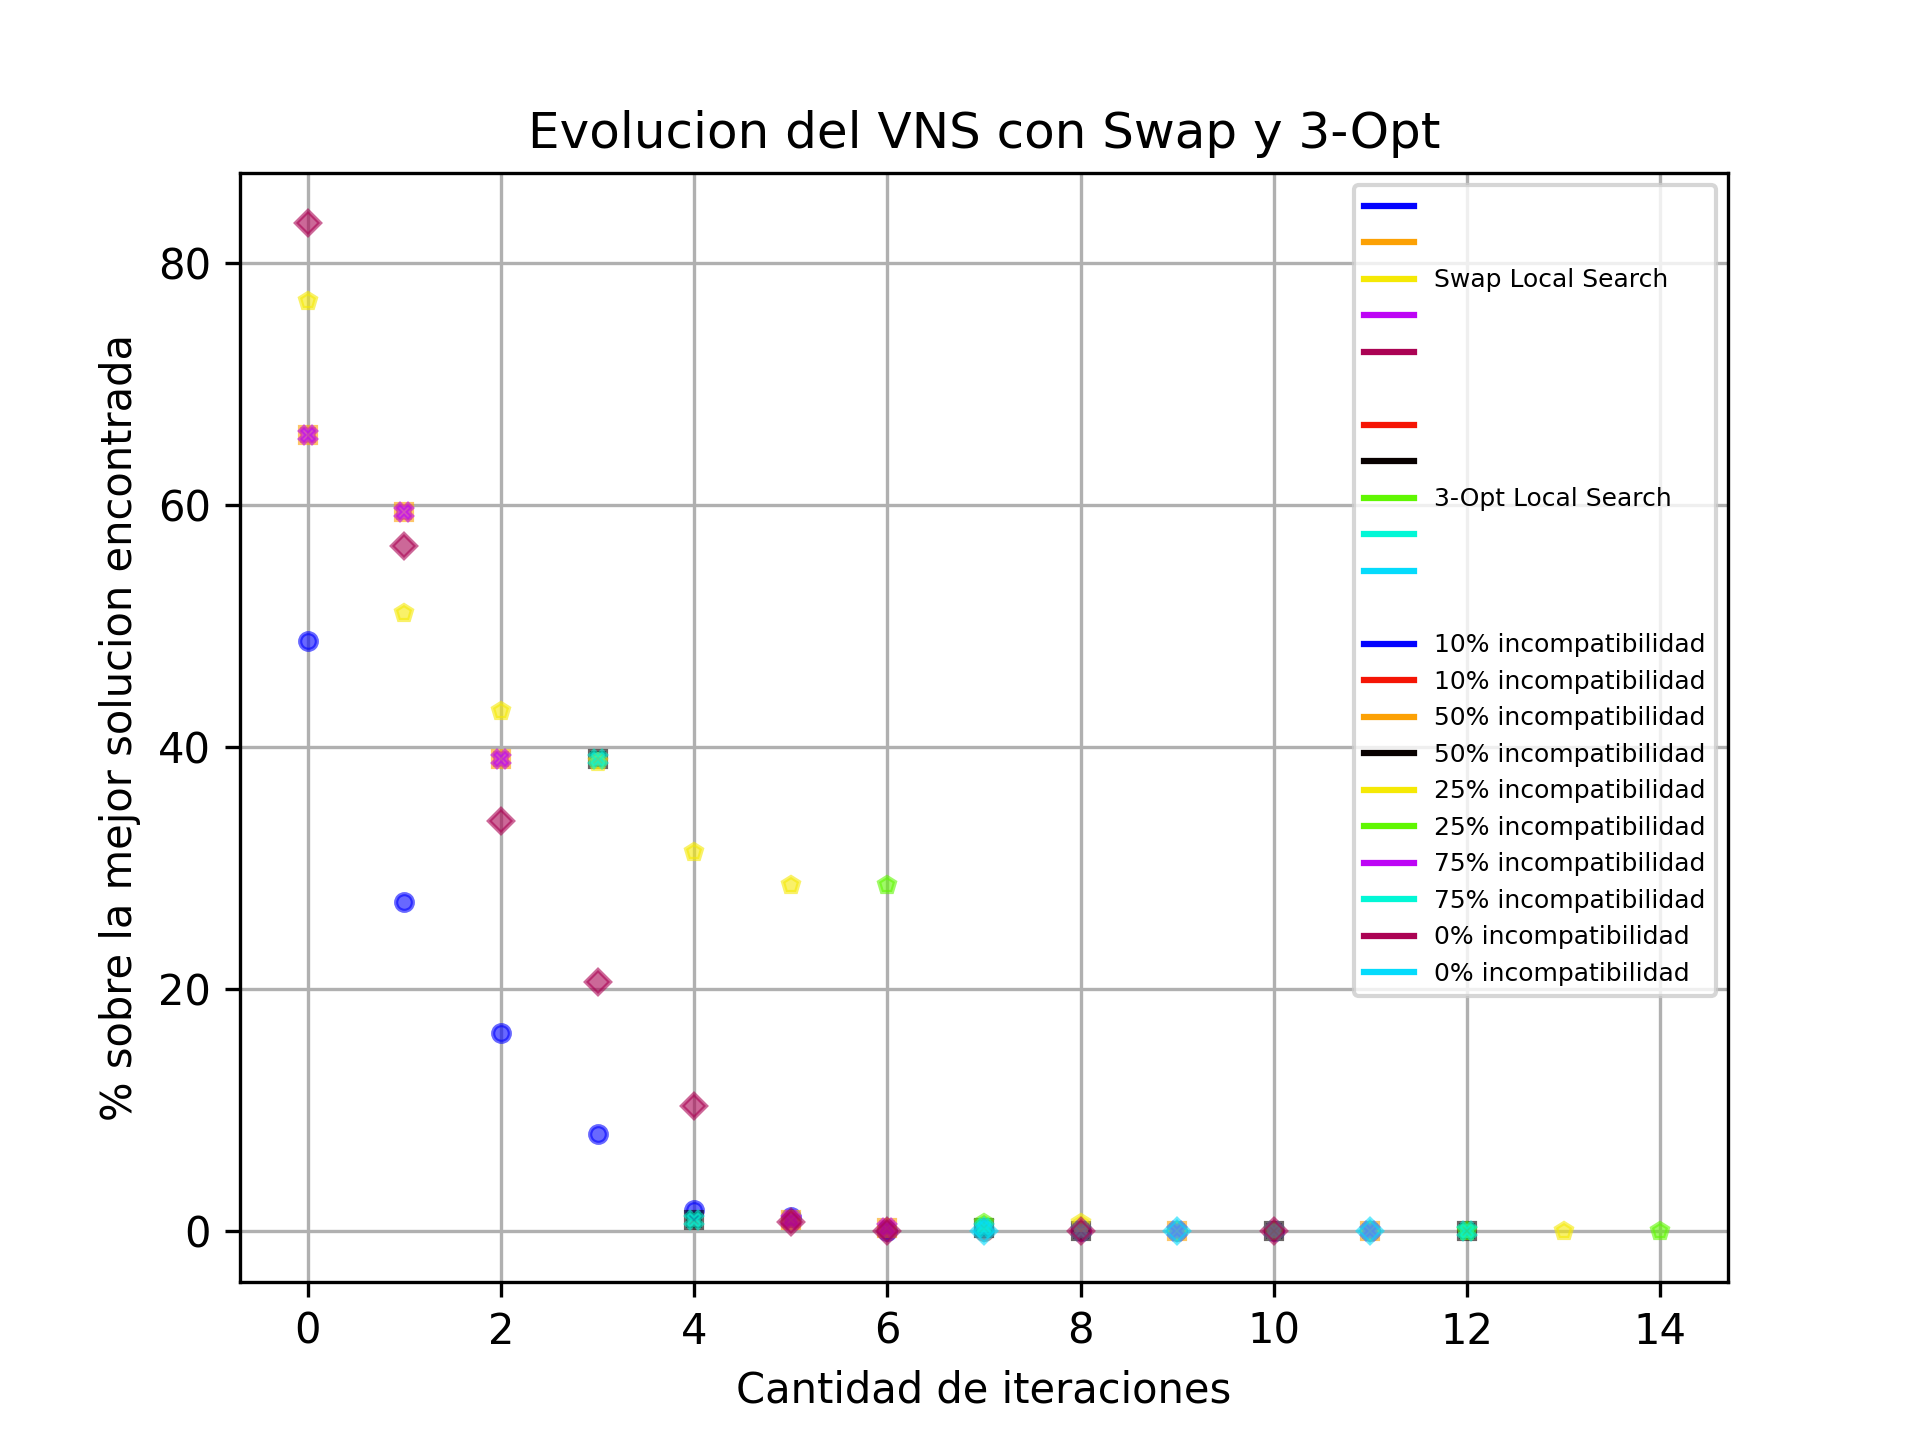 Evolucion del VNS con Swap y 3-Opt
% sobre la mejor solucion encontrada
80
60
40
20
0
Swap Local Search
3-Opt Local Search
10% incompatibilidad
10% incompatibilidad
50% incompatibilidad
50% incompatibilidad
25% incompatibilidad
25% incompatibilidad
75% incompatibilidad
75% incompatibilidad
0% incompatibilidad
0% incompatibilidad
0 2 4 6 8 10 12 14
Cantidad de iteraciones